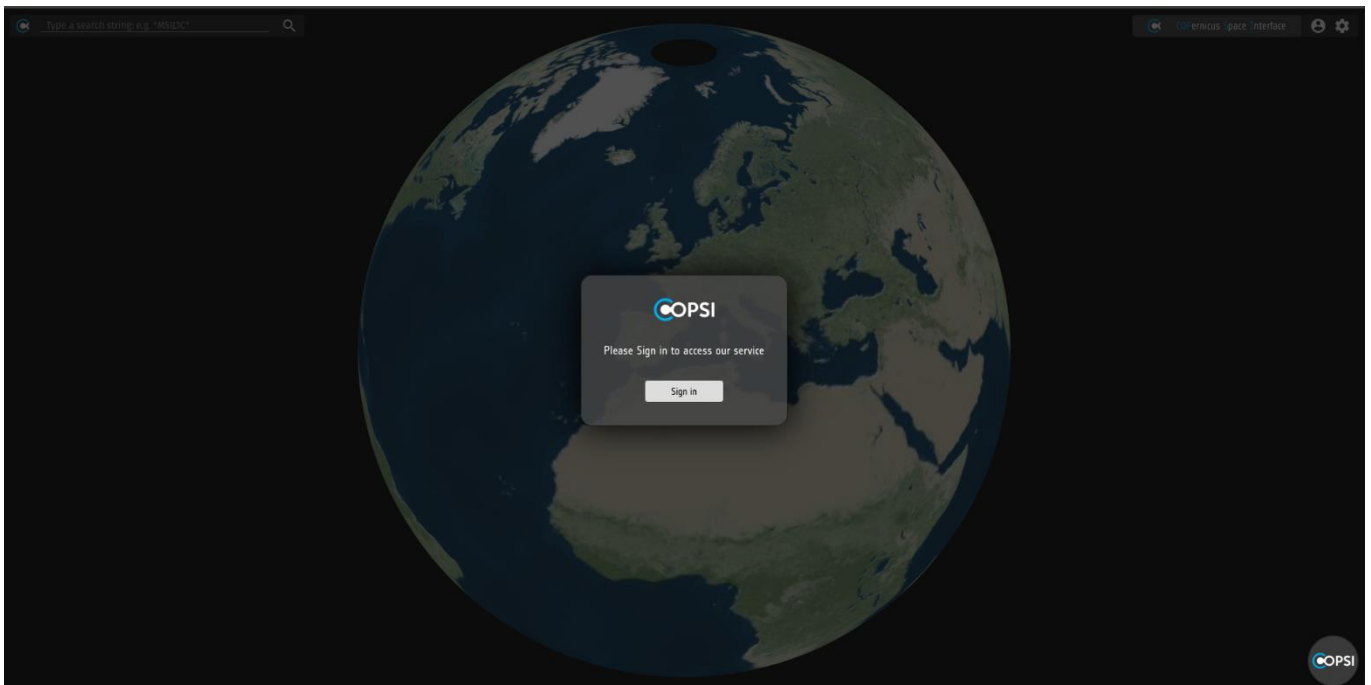 Type a search string: e.g. "MSIL1C"
COPernicus Space Interface
COPSI
Please Sign in to access our service
Sign in
COPSI